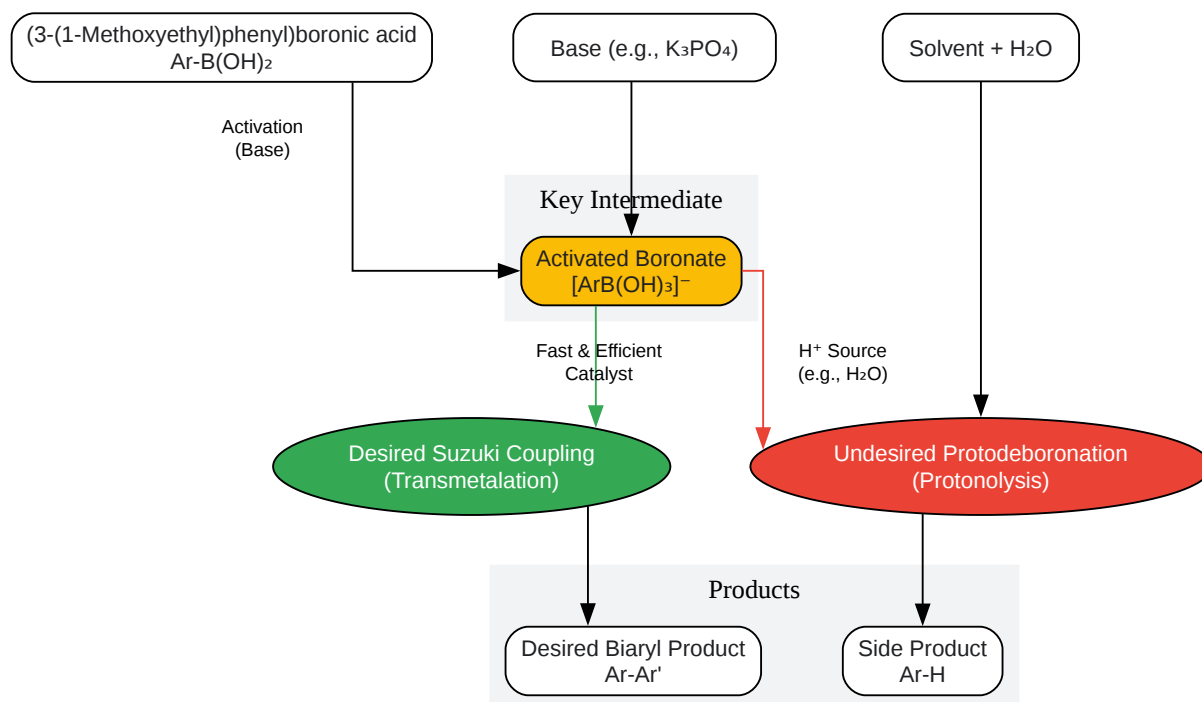 (3-(1-Methoxyethyl)phenyl)boronic acid
Ar-B(OH)₂
Base (e.g., K₃PO₄)
Solvent + H₂O
Activation
(Base)
Key Intermediate
Activated Boronate
[ArB(OH)₃]⁻
Fast & Efficient
Catalyst
H⁺ Source
(e.g., H₂O)
Desired Suzuki Coupling
(Transmetalation)
Undesired Protodeboronation
(Protonolysis)
Products
Desired Biaryl Product
Ar-Ar'
Side Product
Ar-H